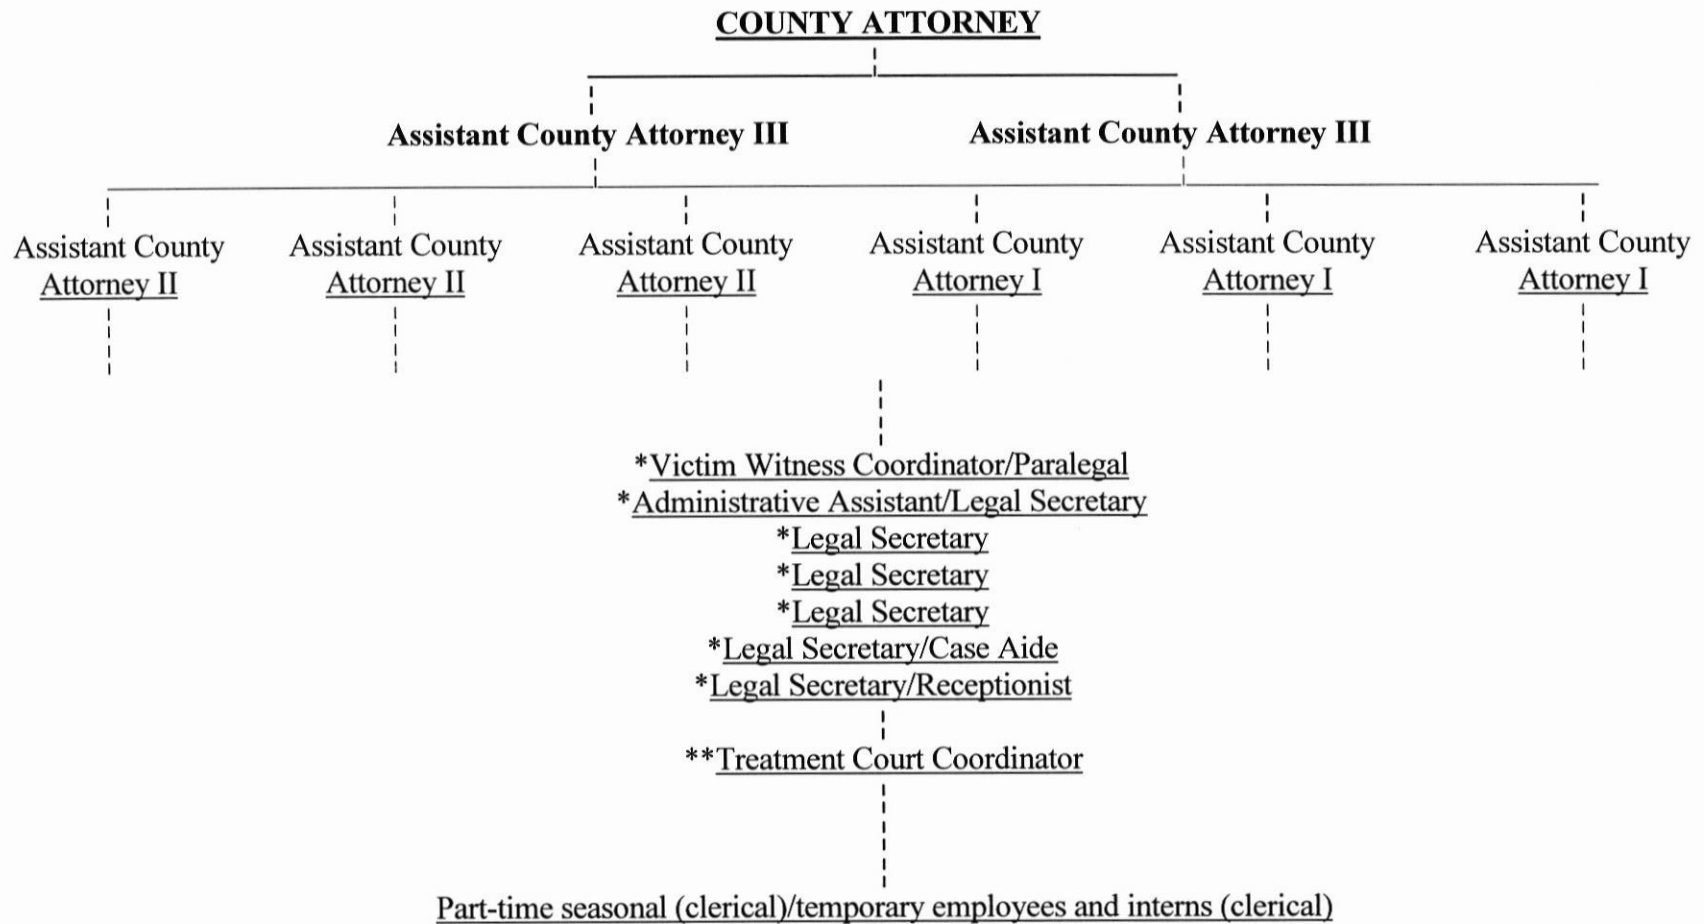 COUNTY ATTORNEY
Assistant County Attorney III
Assistant County Attorney III
Assistant County
Attorney II
Assistant County
Attorney II
Assistant County
Attorney II
Assistant County
Attorney I
Assistant County
Attorney I
Assistant County
Attorney I
*Victim Witness Coordinator/Paralegal
*Administrative Assistant/Legal Secretary
*Legal Secretary
*Legal Secretary
*Legal Secretary
*Legal Secretary/Case Aide
*Legal Secretary/Receptionist
**Treatment Court Coordinator
Part-time seasonal (clerical)/temporary employees and interns (clerical)